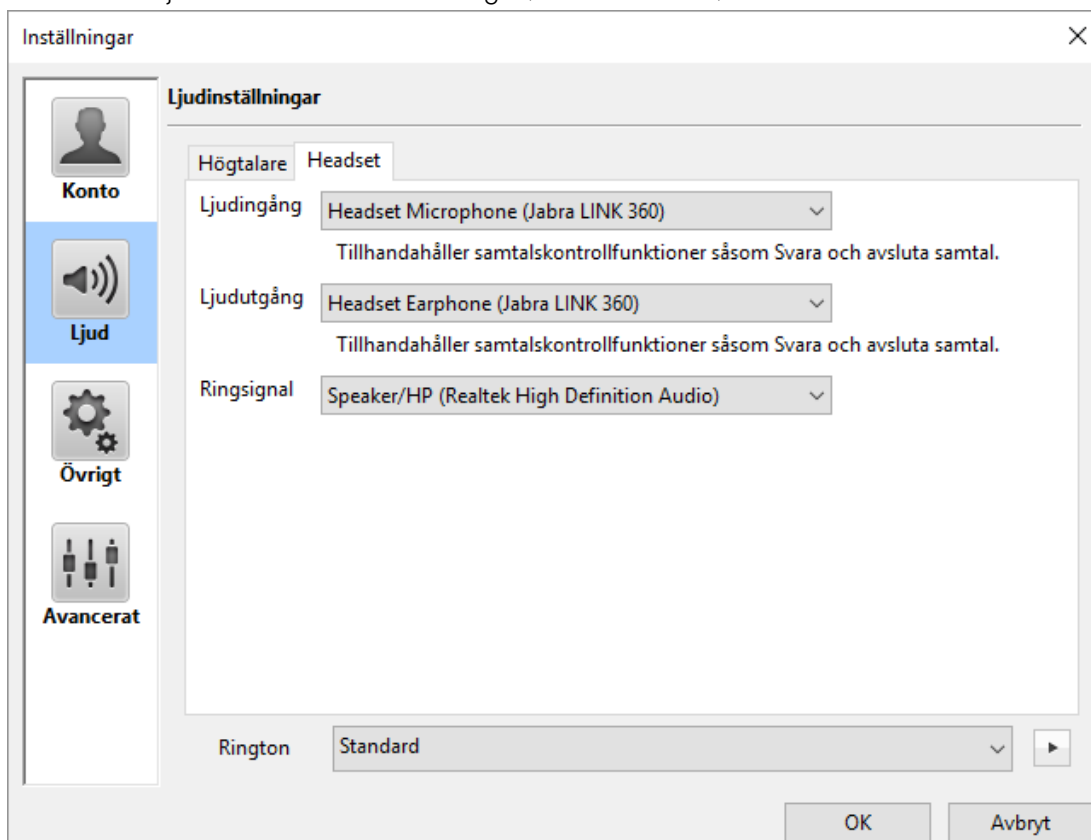 Inställningar
Ljudinställningar
Konto
Ljud
Övrigt
Avancerat
Högtalare
Headset
Ljudingång
Headset Microphone (Jabra LINK 360)
Tillhandahåller samtalskontrollfunktioner såsom Svara och avsluta samtal.
Ljudutgång
Headset Earphone (Jabra LINK 360)
Tillhandahåller samtalskontrollfunktioner såsom Svara och avsluta samtal.
Ringsignal
Speaker/HP (Realtek High Definition Audio)
Rington
Standard
OK
Avbryt